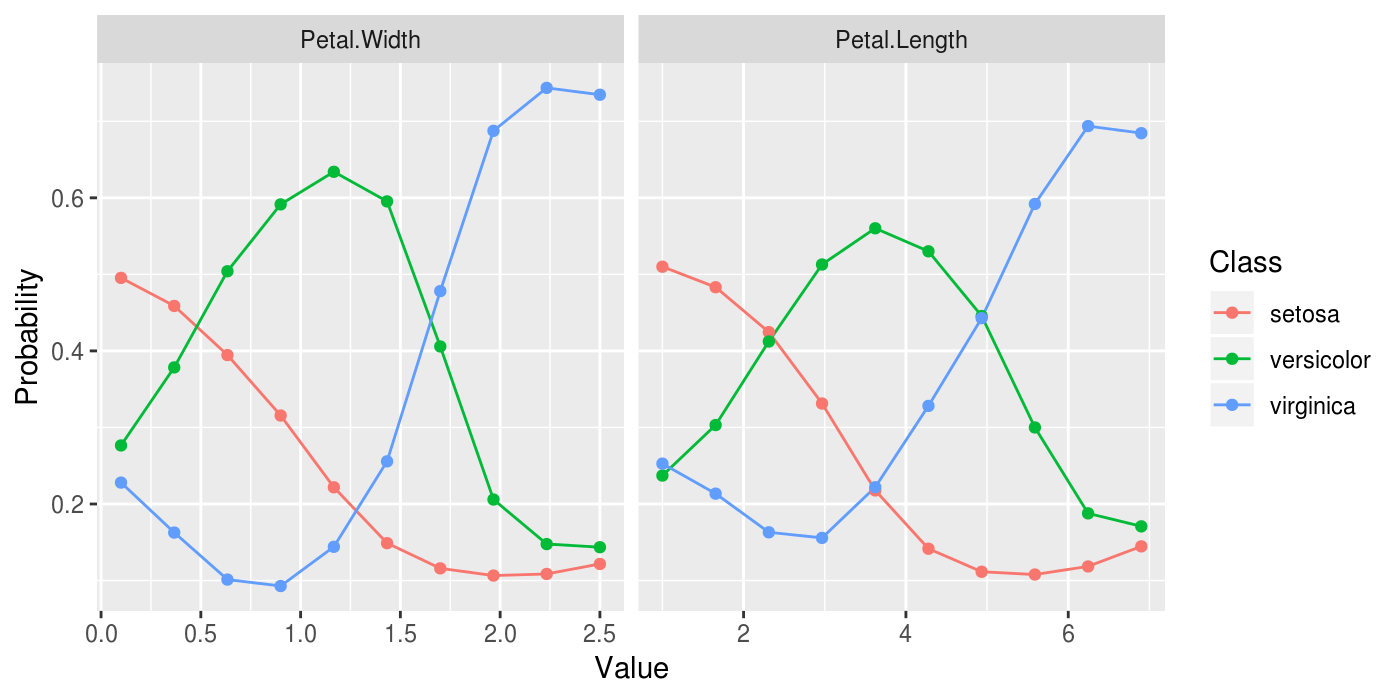 Petal.Width Petal.Length
Probability
0.6
0.4
0.2
0.0 0.5 1.0 1.5 2.0 2.5 2 4 6
Value
Class
setosa
versicolor
virginica